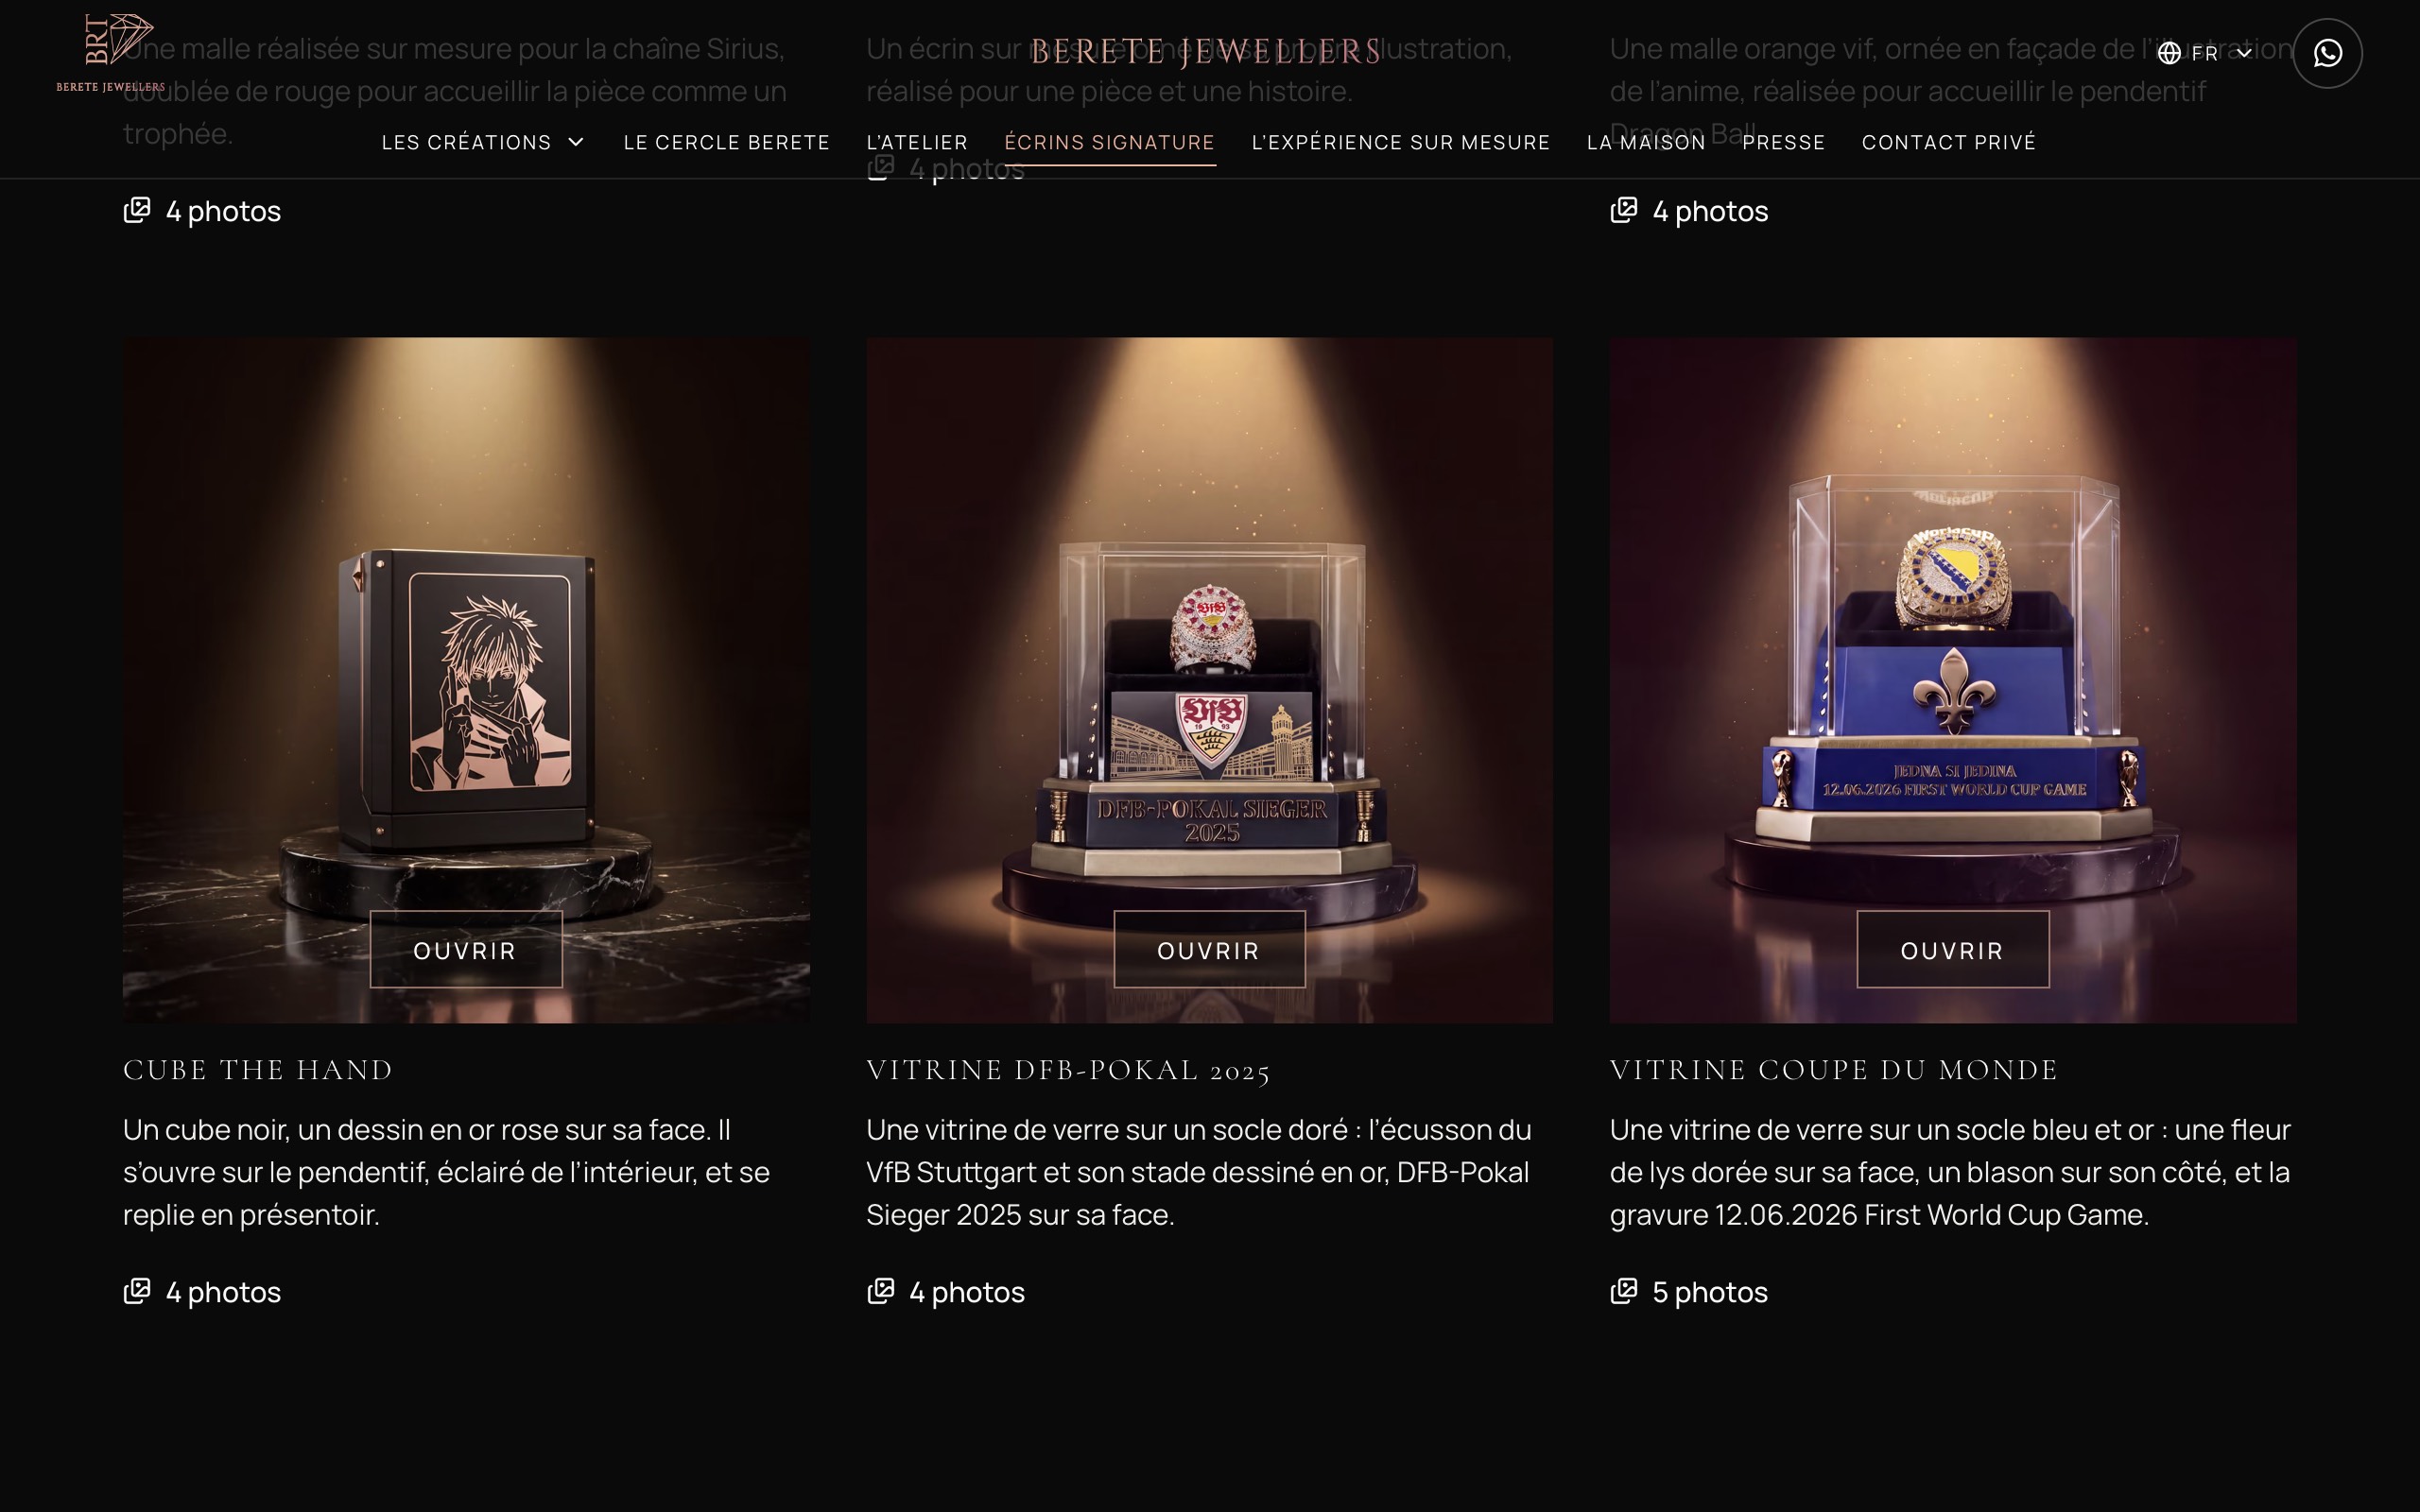 BRT
BERETE JEWELLERS
BERETE JEWELLERS
FR
Une malle réalisée sur mesure pour la chaîne Sirius,
doublée de rouge pour accueillir la pièce comme un
trophée.
4 photos
Un écrin sur mesure orné de sa propre illustration,
réalisé pour une pièce et une histoire.
4 photos
Une malle orange vif, ornée en façade de l’illustration
de l’anime, réalisée pour accueillir le pendentif
Dragon Ball
4 photos
LES CRÉATIONS
LE CERCLE BERETE
L’ATELIER
ÉCRINS SIGNATURE
L’EXPÉRIENCE SUR MESURE
LA MAISON
PRESSE
CONTACT PRIVÉ
OUVRIR
CUBE THE HAND
Un cube noir, un dessin en or rose sur sa face. Il
s’ouvre sur le pendentif, éclairé de l’intérieur, et se
replie en présentoir.
4 photos
VfB
VfB
1893
DFB-POKAL SIEGER
2025
OUVRIR
VITRINE DFB-POKAL 2025
Une vitrine de verre sur un socle doré : l’écusson du
VfB Stuttgart et son stade dessiné en or, DFB-Pokal
Sieger 2025 sur sa face.
4 photos
WorldCup
JEDNA SI JEDINA
12.06.2026 FIRST WORLD CUP GAME
OUVRIR
VITRINE COUPE DU MONDE
Une vitrine de verre sur un socle bleu et or : une fleur
de lys dorée sur sa face, un blason sur son côté, et la
gravure 12.06.2026 First World Cup Game.
5 photos